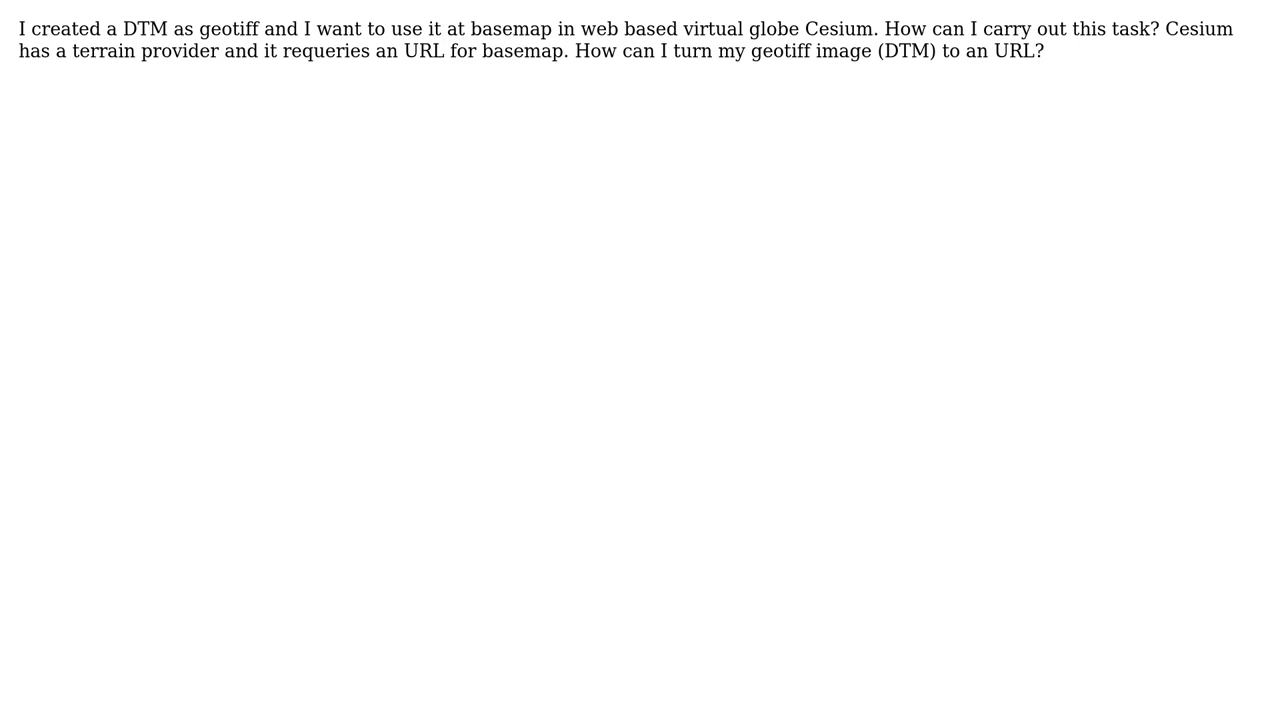 I created a DTM as geotiff and I want to use it at basemap in web based virtual globe Cesium. How can I carry out this task? Cesium
has a terrain provider and it requeries an URL for basemap. How can I turn my geotiff image (DTM) to an URL?